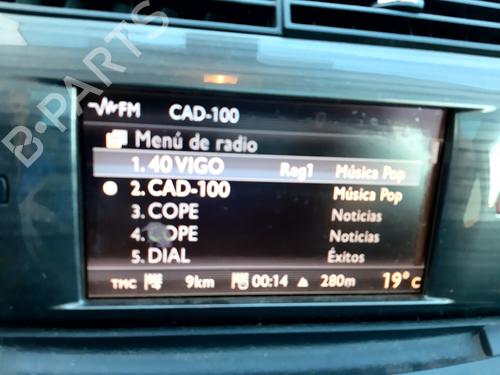 FM CAD-100
Menú de radio
1. 40 VIGO Reg1 Música Pop
2. CAD-100 Música Pop
3. COPE Noticias
4. COPE Noticias
5. DIAL Éxitos
TMC 9km 00:14 280m 19°C
B-PARTS